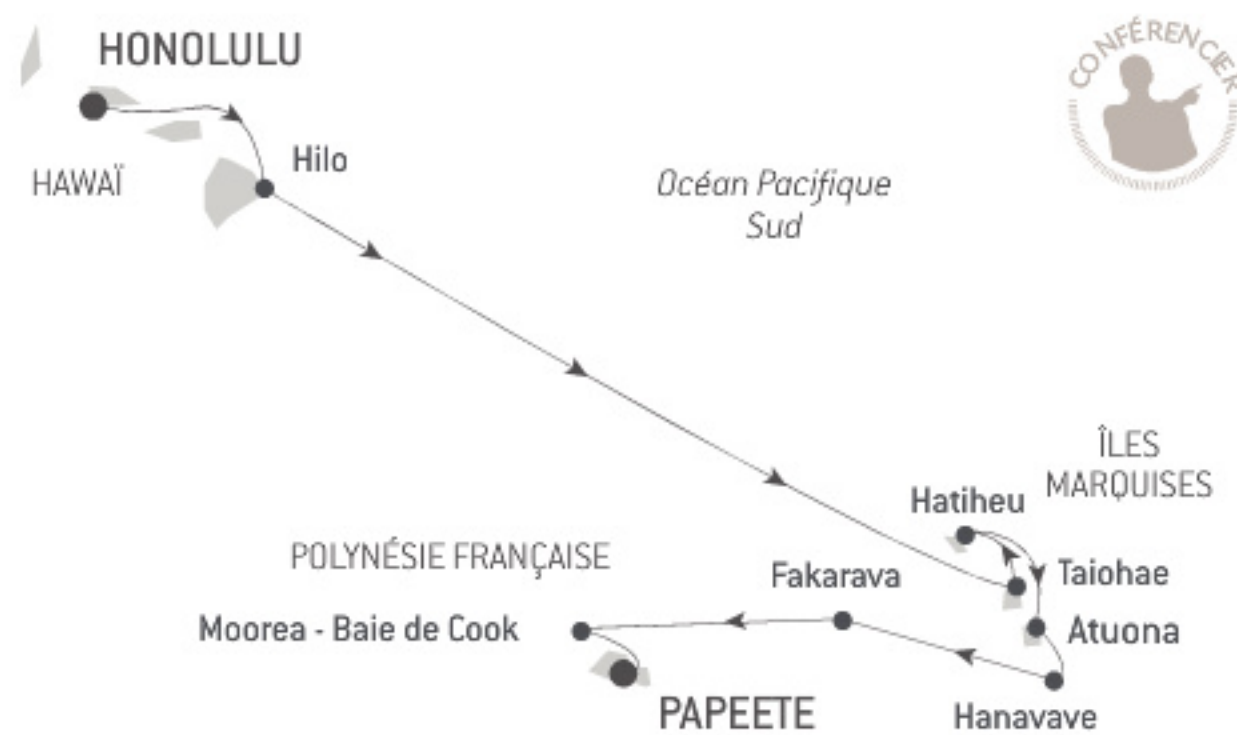 HONOLULU
CONFÉRENCIER
HAWAÏ
Hilo
Océan Pacifique
Sud
ÎLES
MARQUISES
Hatiheu
POLYNÉSIE FRANÇAISE
Fakarava
Taiohae
Moorea - Baie de Cook
Atuona
PAPEETE
Hanavave